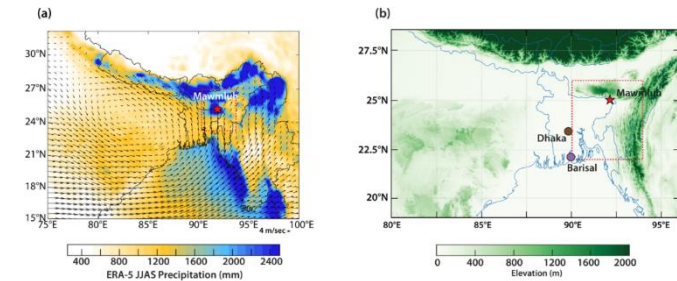 (a)
30°N
27°N
24°N
21°N
18°N
15°N
Mawmluh
75°E 80°E 85°E 90°E 95°E 100°E
4 m/sec
400 800 1200 1600 2000 2400
ERA-5 JJAS Precipitation (mm)
(b)
27.5°N
25°N
22.5°N
20°N
Mawmluh
Dhaka
Barisal
80°E 85°E 90°E 95°E
0 400 800 1200 1600 2000
Elevation (m)